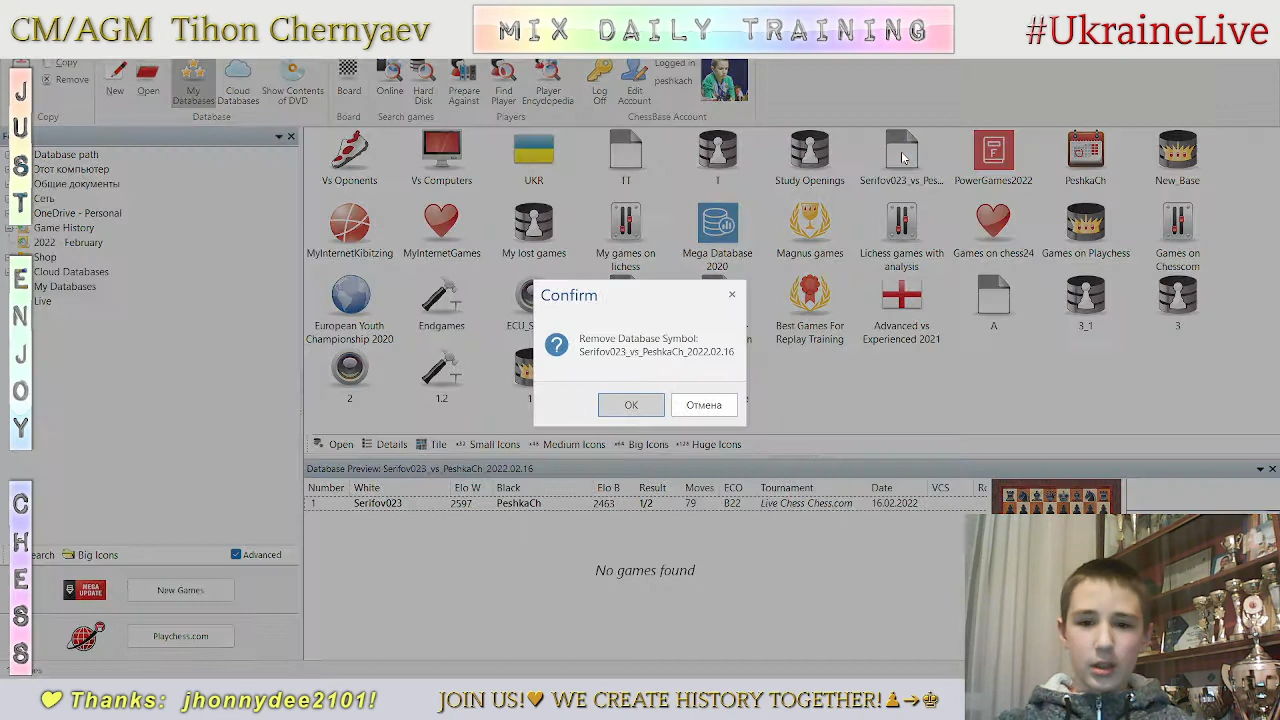 CM/AGM Tihon Chernyaev
MIX DAILY TRAINING
#UkraineLive
Copy
Remove
Copy
New
Open
My Databases
Cloud Databases
Show Contents of DVD
Database
Board
Board
Online
Hard Disk
Search games
Prepare Against
Find Player
Player Encyclopedia
Players
Log Off
Edit Account
Logged in
peshkach
ChessBase Account
Database path
Этот компьютер
Общие документы
Сеть
OneDrive - Personal
Game History
2022 - February
Shop
Cloud Databases
My Databases
Live
Vs Oponents
Vs Computers
UKR
TT
T
Study Openings
Serifov023_vs_Pes...
PowerGames2022
PeshkaCh
New_Base
MyInternetKibitzing
MyInternetGames
My lost games
My games on lichess
Mega Database 2020
Magnus games
Lichess games with analysis
Games on chess24
Games on Playchess
Games on Chesscom
European Youth Championship 2020
Endgames
Best Games For Replay Training
Advanced vs Experienced 2021
A
3_1
3
2
1.2
Confirm
Remove Database Symbol:
Serifov023_vs_PeshkaCh_2022.02.16
OK
Отмена
Open
Details
Tile
x32 Small Icons
x48 Medium Icons
x64 Big Icons
x128 Huge Icons
Database Preview: Serifov023_vs_PeshkaCh_2022.02.16
Number White Elo W Black Elo B Result Moves ECO Tournament Date VCS
1 Serifov023 2597 PeshkaCh 2463 1/2 79 B22 Live Chess Chess.com 16.02.2022
No games found
Big Icons
Advanced
MEGA UPDATE
New Games
Playchess.com
JUST
ENJOY
CHESS
Thanks: jhonnydee2101!
JOIN US!♥ WE CREATE HISTORY TOGETHER!♟→♚